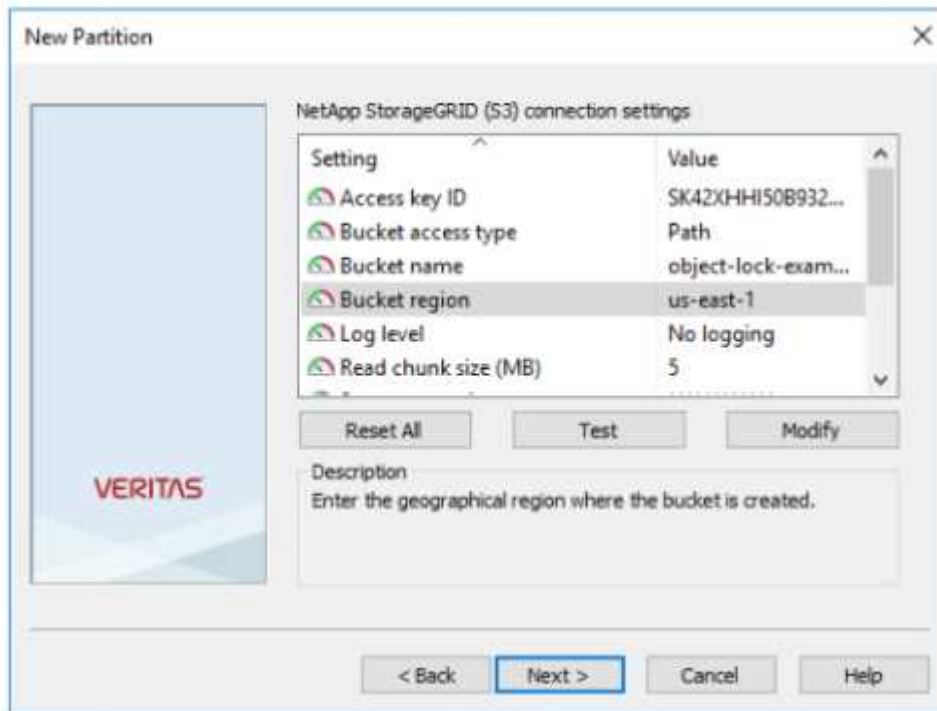 New Partition
NetApp StorageGRID (S3) connection settings
Setting Value
Access key ID SK42XHHI50B932...
Bucket access type Path
Bucket name object-lock-exam...
Bucket region us-east-1
Log level No logging
Read chunk size (MB) 5
Reset All Test Modify
Description
Enter the geographical region where the bucket is created.
VERITAS
< Back Next > Cancel Help